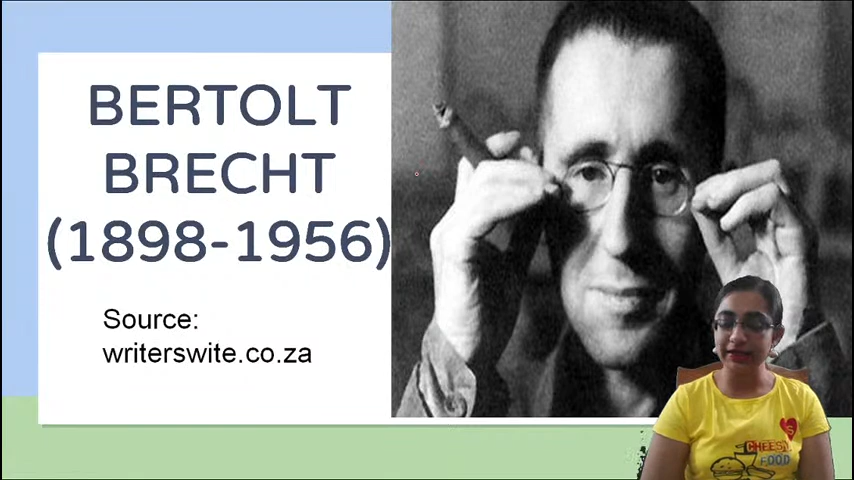 BERTOLT
BRECHT
(1898-1956)
Source:
writerswite.co.za
CHEESY
FOOD